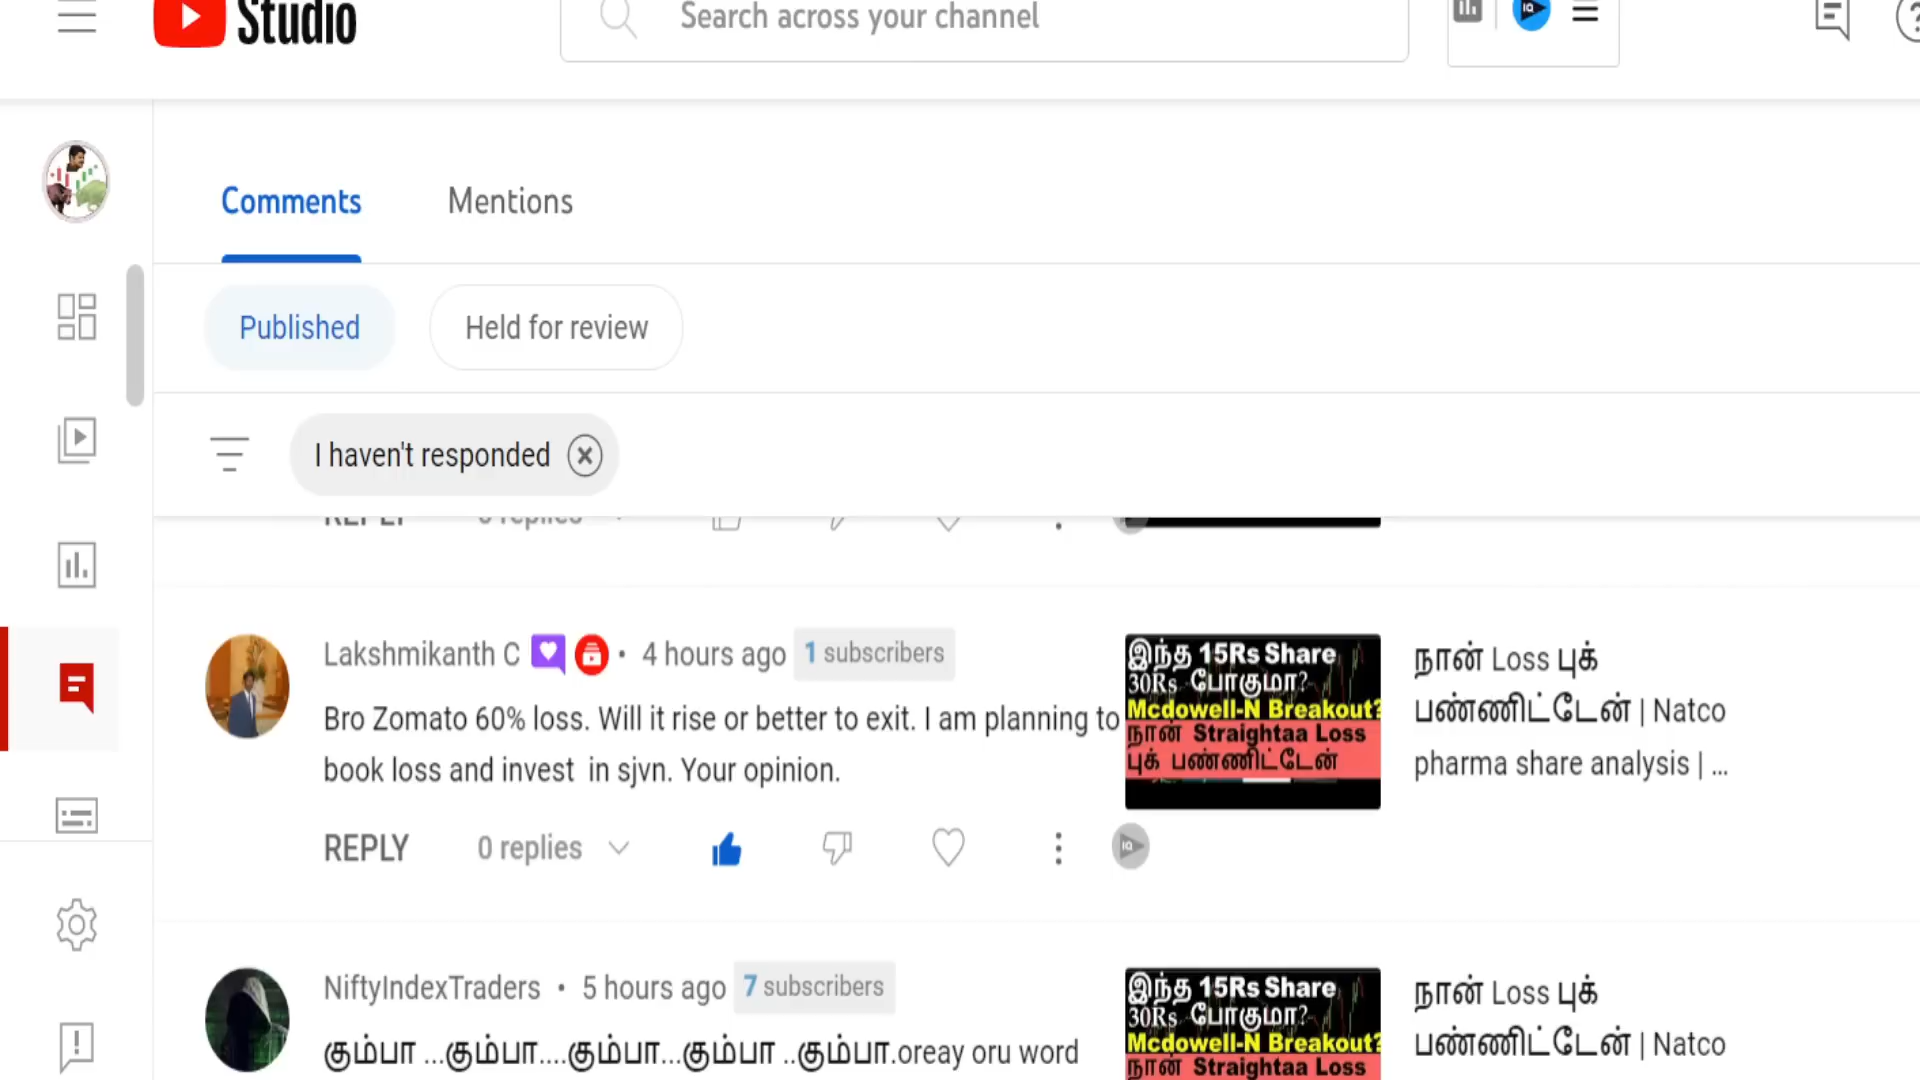 Studio
Search across your channel
Comments
Mentions
Published
Held for review
I haven't responded
REPLY
0 replies
Lakshmikanth C • 4 hours ago 1 subscribers
Bro Zomato 60% loss. Will it rise or better to exit. I am planning to
book loss and invest in sjvn. Your opinion.
REPLY
0 replies
இந்த 15Rs Share
30Rs போகுமா?
Mcdowell-N Breakout?
நான் Straightaa Loss
புக் பண்ணிட்டேன்
நான் Loss புக்
பண்ணிட்டேன் | Natco
pharma share analysis | ...
NiftyIndexTraders • 5 hours ago 7 subscribers
கும்பா ...கும்பா....கும்பா...கும்பா ..கும்பா.oreay oru word
இந்த 15Rs Share
30Rs போகுமா?
Mcdowell-N Breakout?
நான் Straightaa Loss
நான் Loss புக்
பண்ணிட்டேன் | Natco